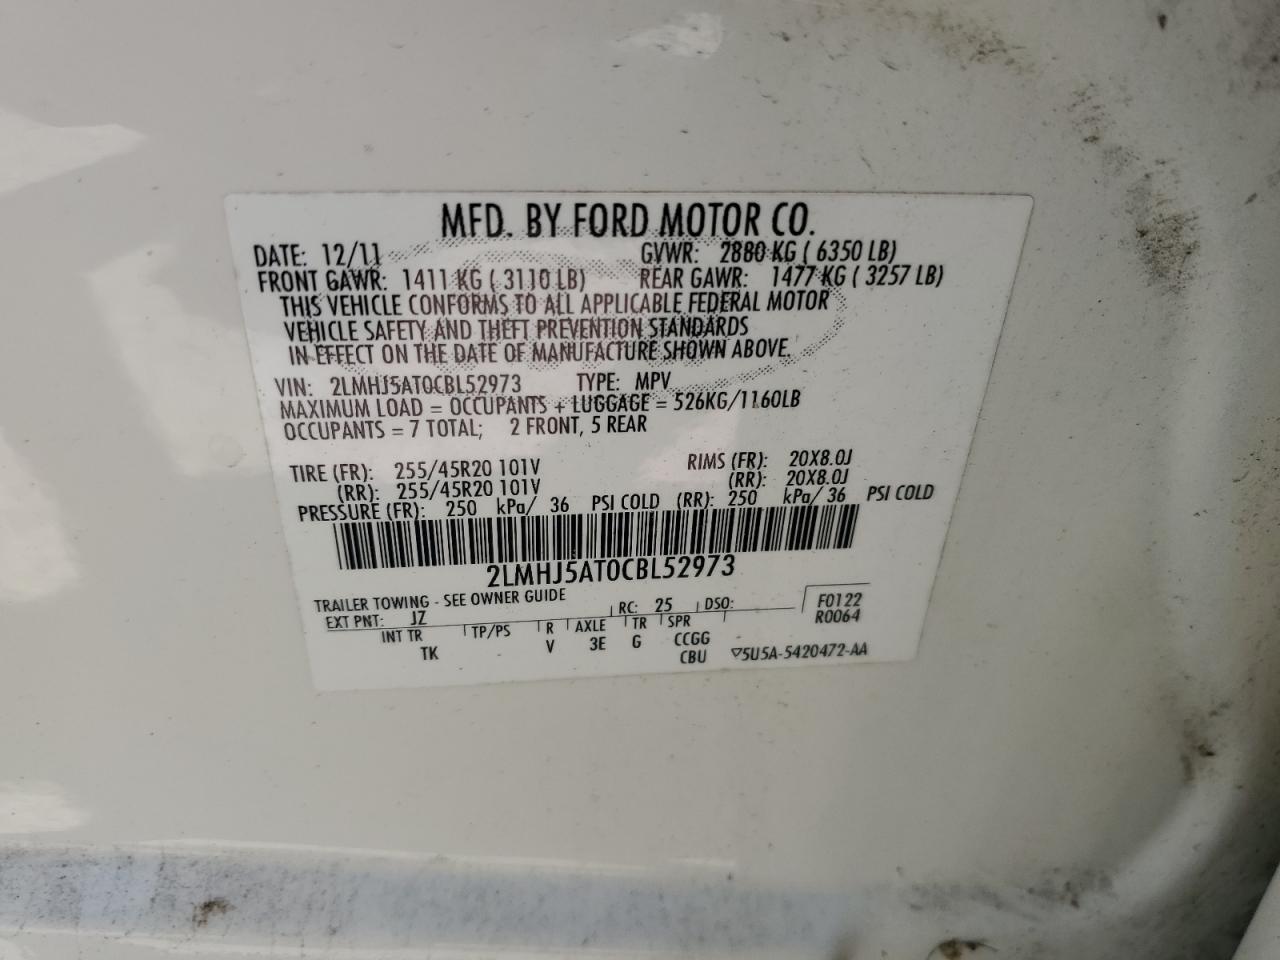 MFD. BY FORD MOTOR CO.
DATE: 12/11 GVWR: 2880 KG ( 6350 LB)
FRONT GAWR: 1411 KG ( 3110 LB) REAR GAWR: 1477 KG ( 3257 LB)
THIS VEHICLE CONFORMS TO ALL APPLICABLE FEDERAL MOTOR
VEHICLE SAFETY AND THEFT PREVENTION STANDARDS
IN EFFECT ON THE DATE OF MANUFACTURE SHOWN ABOVE.
VIN: 2LMHJ5AT0CBL52973 TYPE: MPV
MAXIMUM LOAD = OCCUPANTS + LUGGAGE = 526KG/1160LB
OCCUPANTS = 7 TOTAL; 2 FRONT, 5 REAR
TIRE (FR): 255/45R20 101V RIMS (FR): 20X8.0J
(RR): 255/45R20 101V (RR): 20X8.0J
PRESSURE (FR): 250 kPa/ 36 PSI COLD (RR): 250 kPa/ 36 PSI COLD
2LMHJ5AT0CBL52973
TRAILER TOWING - SEE OWNER GUIDE
EXT PNT: JZ RC: 25 DSO: F0122
R0064
INT TR TP/PS R AXLE TR SPR
TK V 3E G CCGG
CBU ▽5U5A-5420472-AA